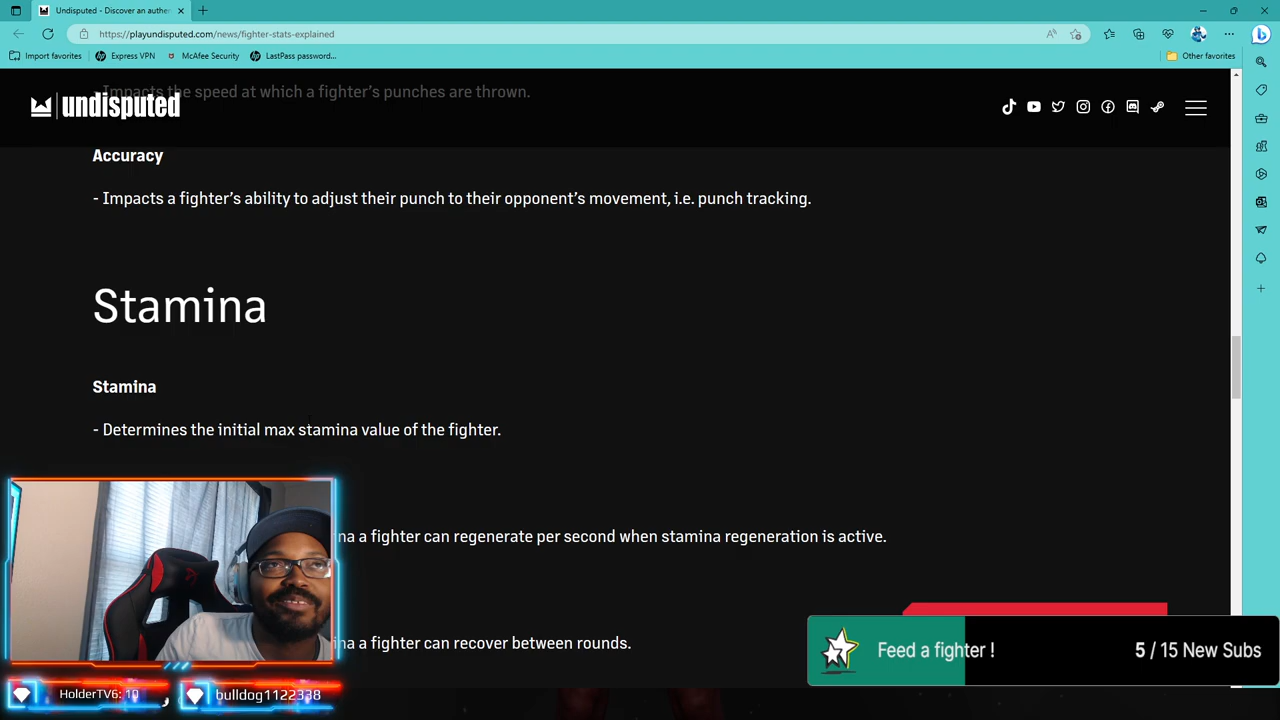 Undisputed - Discover an authe
https://playundisputed.com/news/fighter-stats-explained
Import favorites
Express VPN
McAfee Security
LastPass password...
Other favorites
- Impacts the speed at which a fighter's punches are thrown.
undisputed
Accuracy
- Impacts a fighter's ability to adjust their punch to their opponent's movement, i.e. punch tracking.
Stamina
Stamina
- Determines the initial max stamina value of the fighter.
na a fighter can regenerate per second when stamina regeneration is active.
na a fighter can recover between rounds.
Feed a fighter !
5 / 15 New Subs
HolderTV6: 10
bulldog1122338